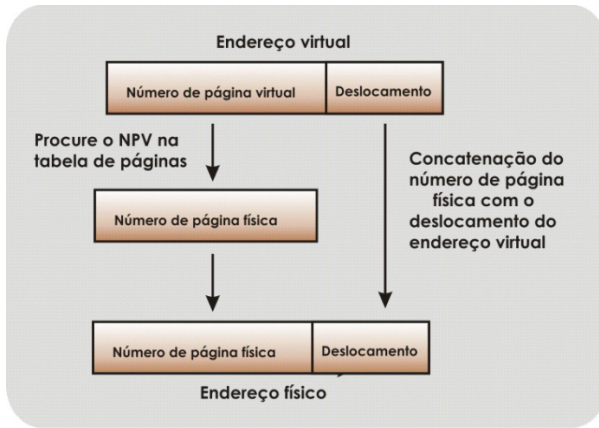 Endereço virtual
Número de página virtual
Deslocamento
Procure o NPV na
tabela de páginas
Concatenação do
número de página
física com o
deslocamento do
endereço virtual
Número de página física
Número de página física
Deslocamento
Endereço físico